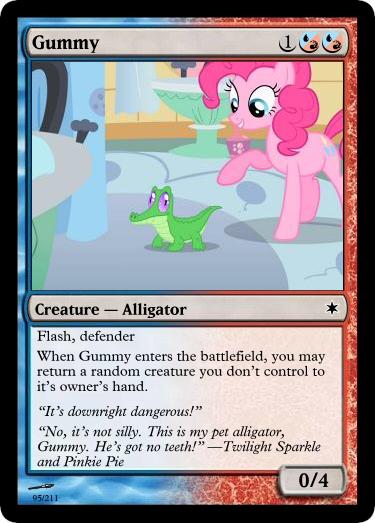 Gummy 1
Creature — Alligator
Flash, defender
When Gummy enters the battlefield, you may
return a random creature you don't control to
it's owner's hand.
"It's downright dangerous!"
"No, it's not silly. This is my pet alligator,
Gummy. He's got no teeth!" —Twilight Sparkle
and Pinkie Pie
0/4
95/211